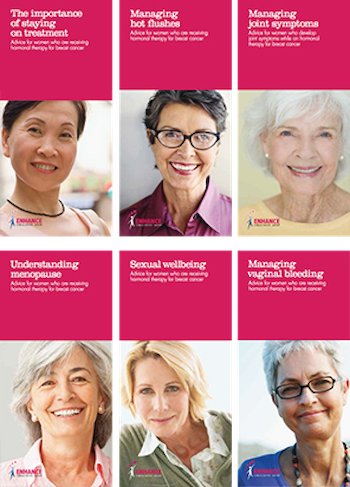 The importance
of staying
on treatment
Advice for women who are receiving
hormonal therapy for breast cancer
ENHANCE
Managing
hot flushes
Advice for women who are receiving
hormonal therapy for breast cancer
ENHANCE
Managing
joint symptoms
Advice for women who develop
joint symptoms while on hormonal
therapy for breast cancer
ENHANCE
Understanding
menopause
Advice for women who are receiving
hormonal therapy for breast cancer
ENHANCE
Sexual wellbeing
Advice for women who are receiving
hormonal therapy for breast cancer
ENHANCE
Managing
vaginal bleeding
Advice for women who are receiving
hormonal therapy for breast cancer
ENHANCE